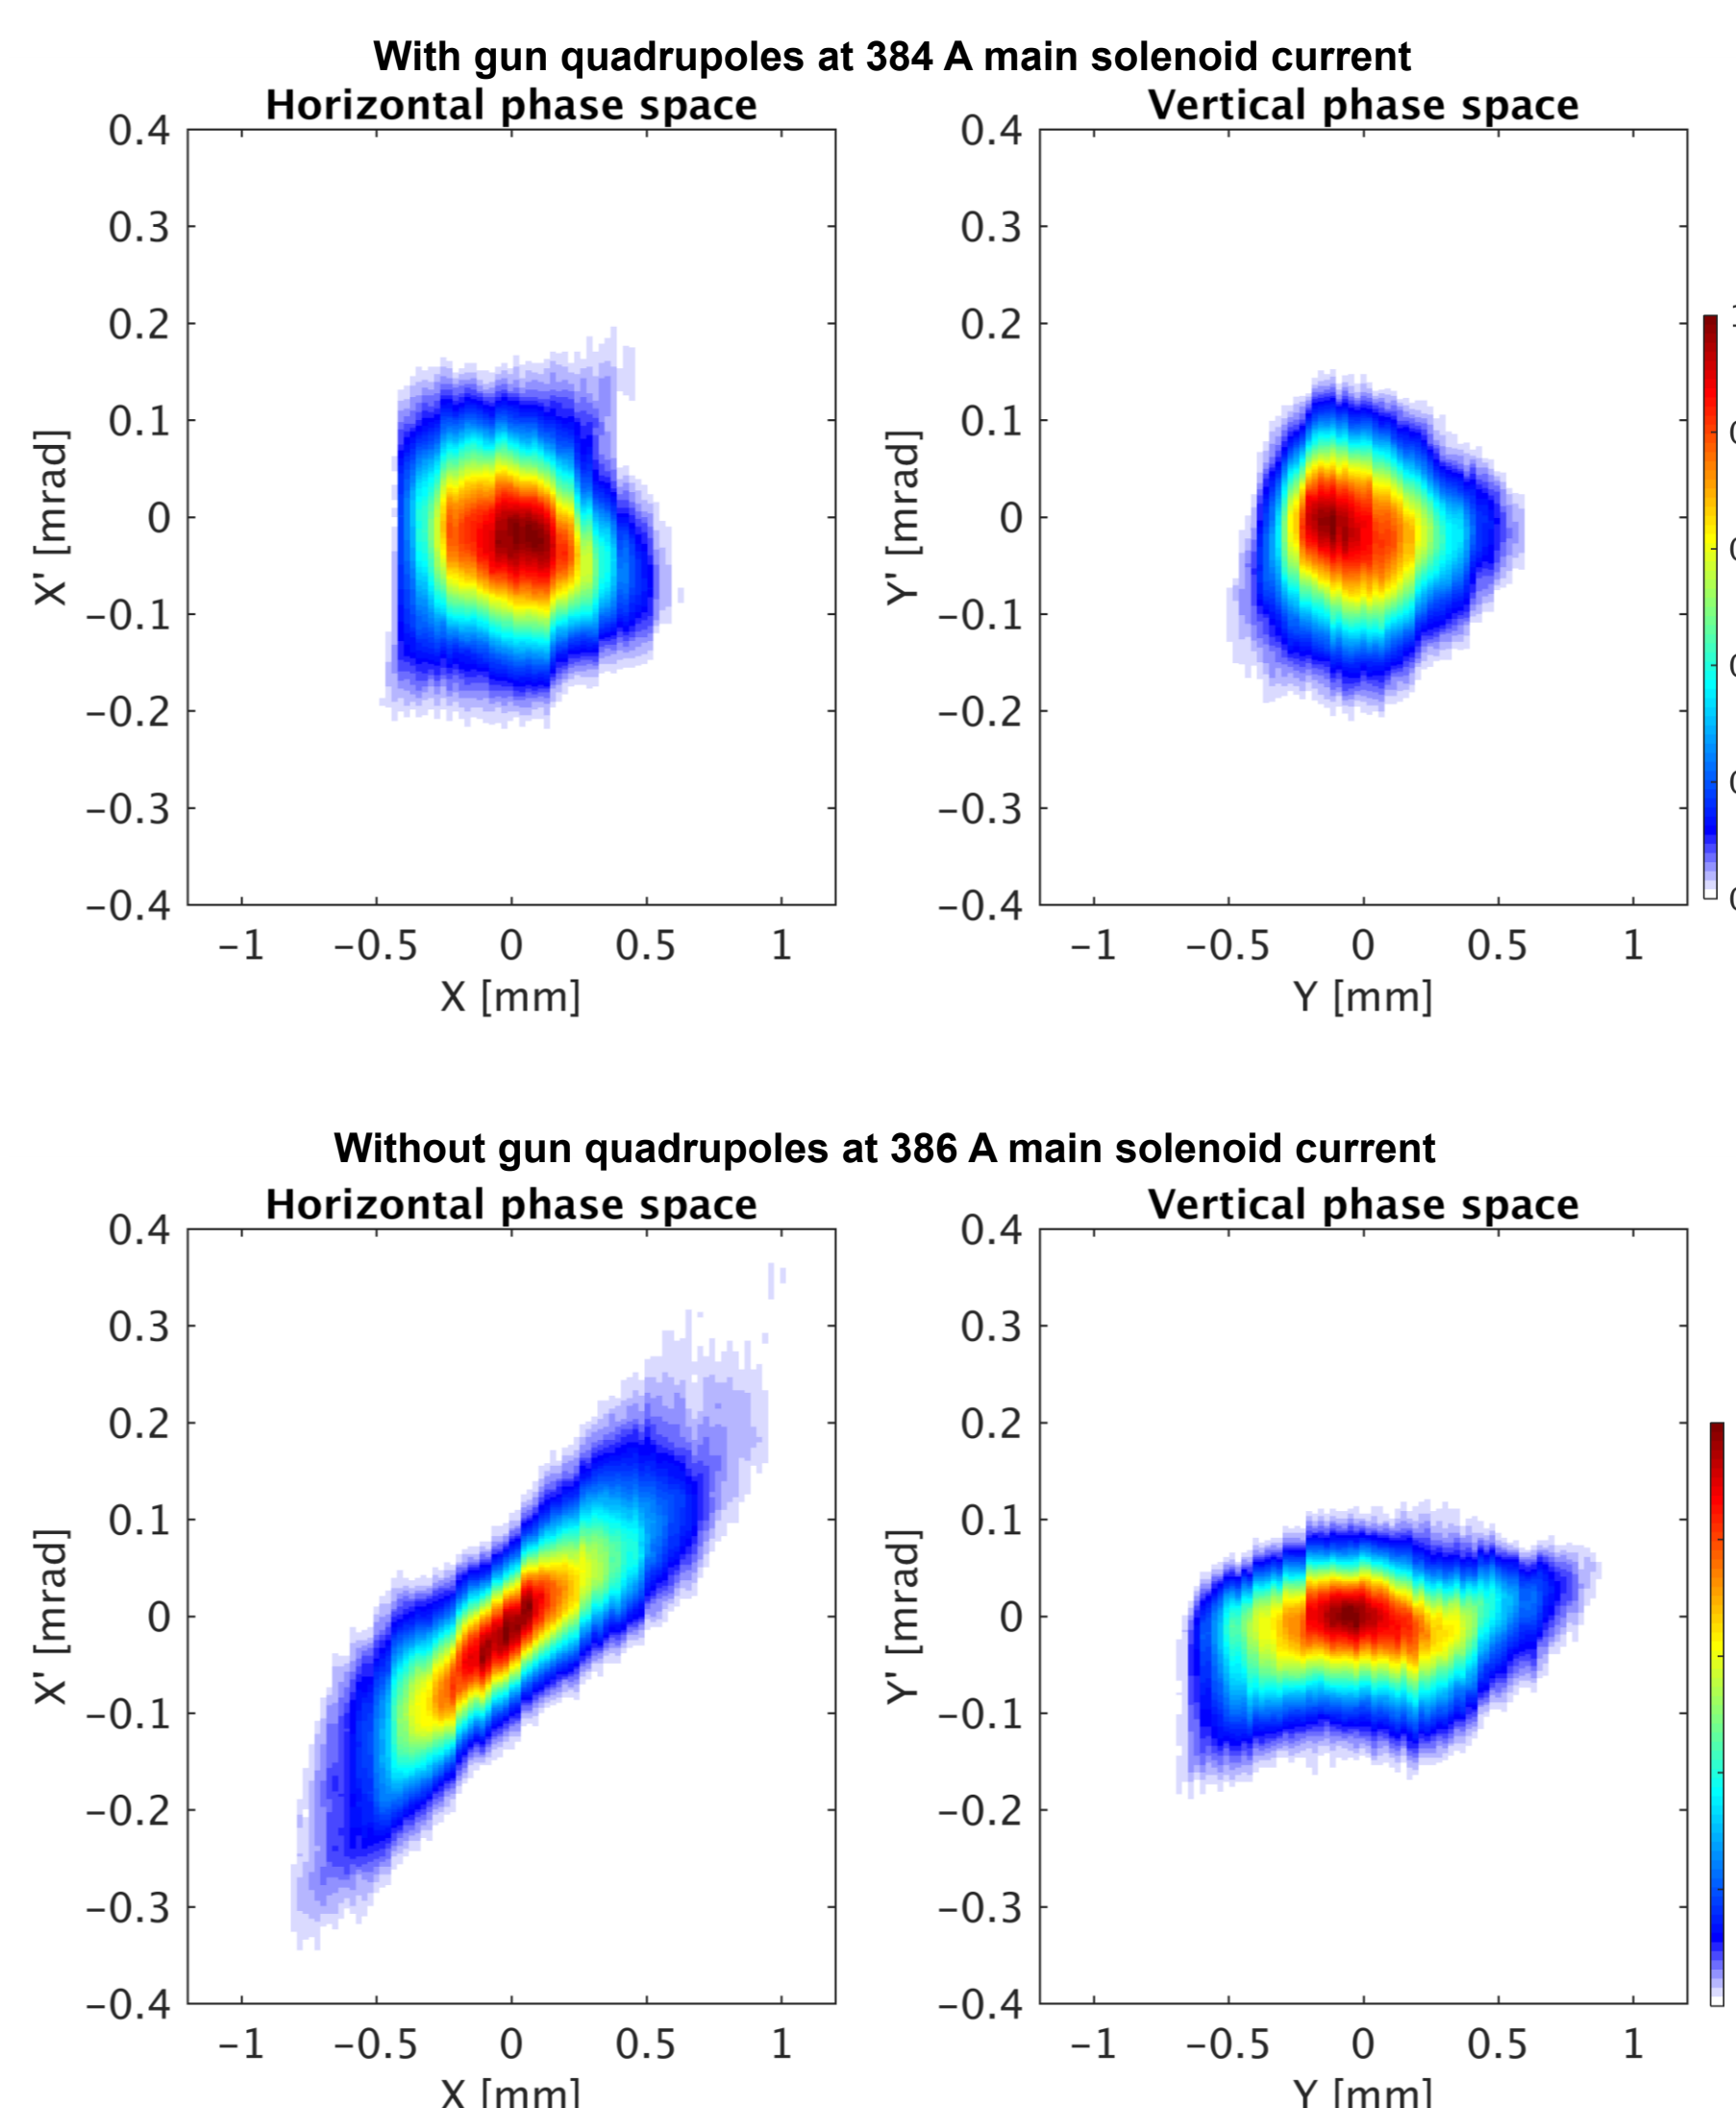 With gun quadrupoles at 384 A main solenoid current
Horizontal phase space Vertical phase space
0.4 0.4
0.3 0.3
0.2 0.2
0.1 0.1
0 0
−0.1 −0.1
−0.2 −0.2
−0.3 −0.3
−0.4 −0.4
X' [mrad] Y' [mrad]
−1 −0.5 0 0.5 1 −1 −0.5 0 0.5 1
X [mm] Y [mm]
Without gun quadrupoles at 386 A main solenoid current
Horizontal phase space Vertical phase space
0.4 0.4
0.3 0.3
0.2 0.2
0.1 0.1
0 0
−0.1 −0.1
−0.2 −0.2
−0.3 −0.3
−0.4 −0.4
X' [mrad] Y' [mrad]
−1 −0.5 0 0.5 1 −1 −0.5 0 0.5 1
X [mm] Y [mm]